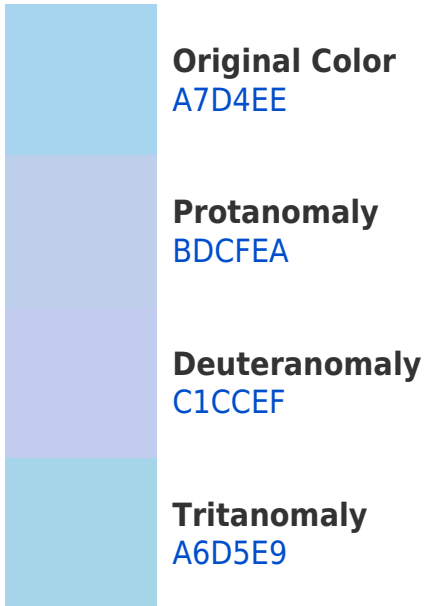 Original Color
A7D4EE
Protanomaly
BDCFEA
Deuteranomaly
C1CCEF
Tritanomaly
A6D5E9